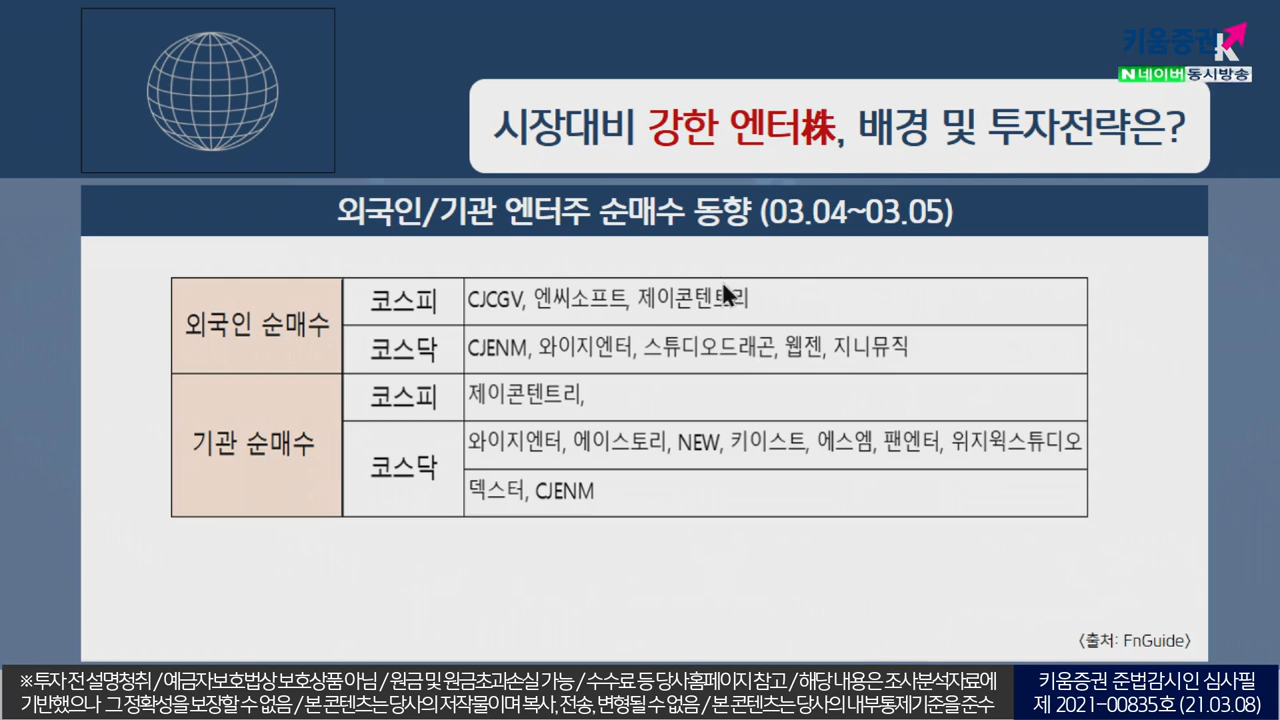 키움증권
N네이버 동시방송
시장대비 강한 엔터株, 배경 및 투자전략은?
외국인/기관 엔터주 순매수 동향 (03.04~03.05)
외국인 순매수
코스피
CJCGV, 엔씨소프트, 제이콘텐트리
코스닥
CJENM, 와이지엔터, 스튜디오드래곤, 웹젠, 지니뮤직
기관 순매수
코스피
제이콘텐트리,
코스닥
와이지엔터, 에이스토리, NEW, 키이스트, 에스엠, 팬엔터, 위지윅스튜디오
덱스터, CJENM
〈출처: FnGuide〉
※ 투자 전 설명청취 / 예금자보호법상 보호상품 아님 / 원금 및 원금초과손실 가능 / 수수료 등 당사홈페이지 참고 / 해당 내용은 조사분석자료에
기반했으나 그 정확성을 보장할 수 없음 / 본 콘텐츠는 당사의 저작물이며 복사, 전송, 변형될 수 없음 / 본 콘텐츠는 당사의 내부통제기준을 준수
키움증권 준법감시인 심사필
제 2021-00835호 (21.03.08)